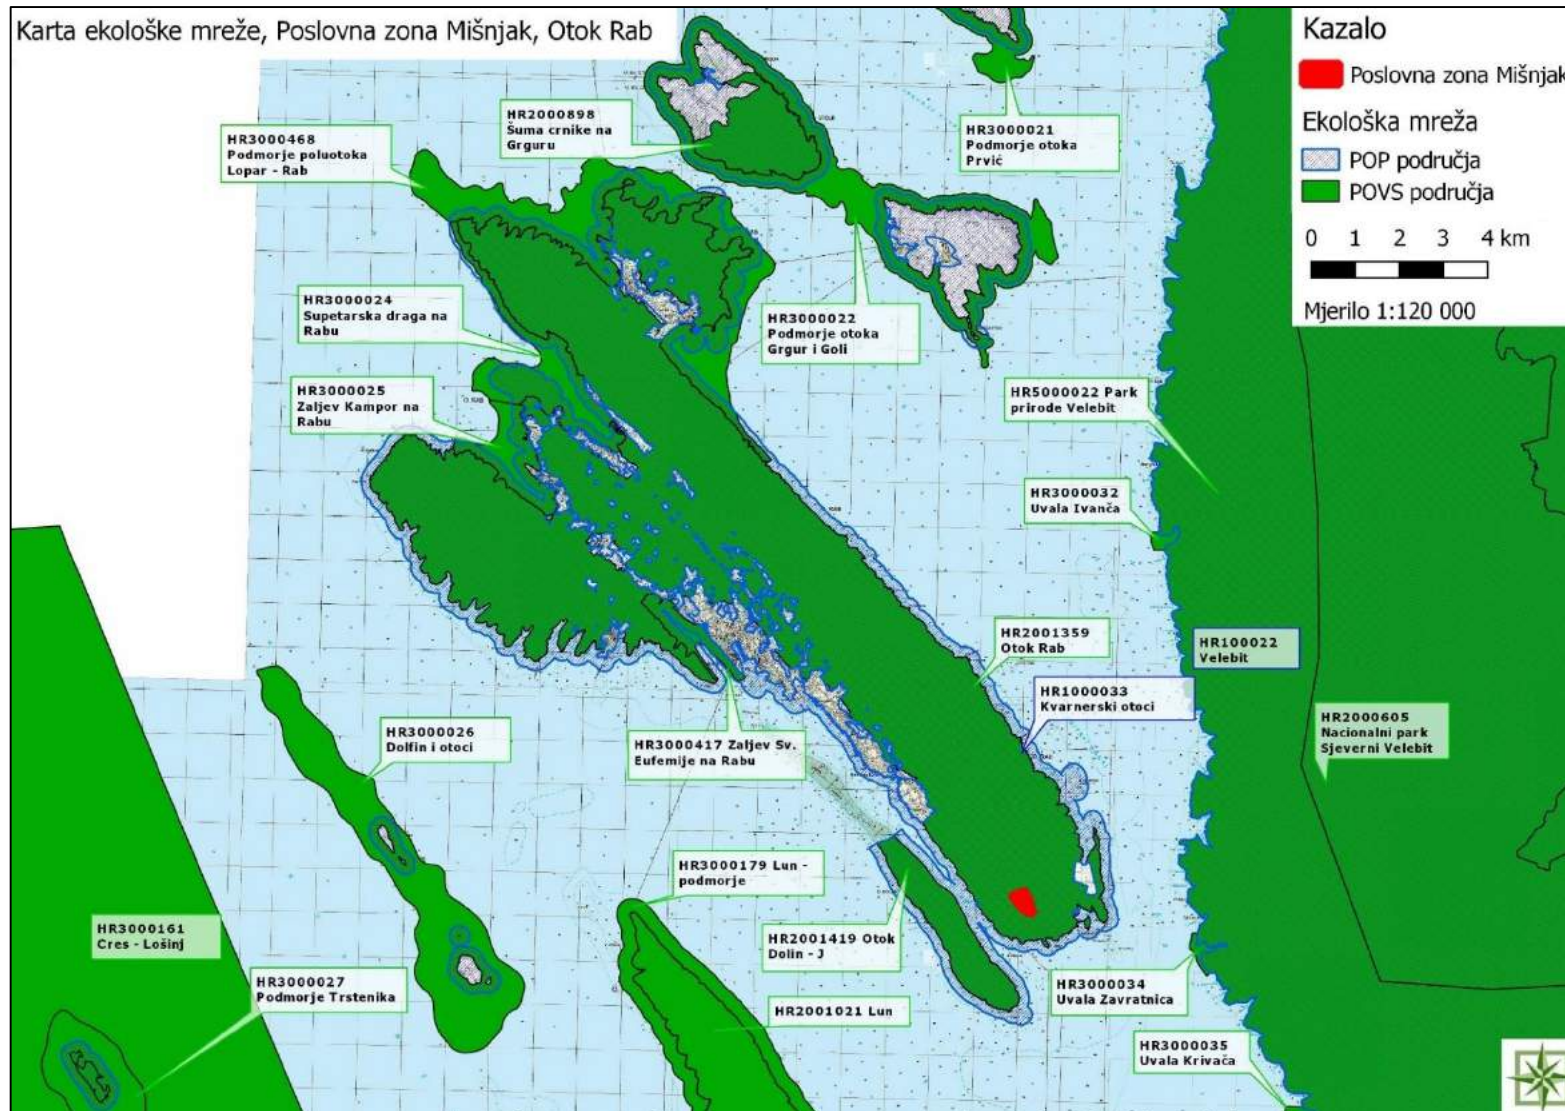 Karta ekološke mreže, Poslovna zona Mišnjak, Otok Rab
Kazalo
Poslovna zona Mišnjak
Ekološka mreža
POP područja
POVS područja
0 1 2 3 4 km
Mjerilo 1:120 000
HR2000898
Šuma crnike na
Grguru
HR3000468
Podmorje poluotoka
Lopar - Rab
HR3000021
Podmorje otoka
Prvić
HR3000024
Supetarska draga na
Rabu
HR3000022
Podmorje otoka
Grgur i Goli
HR3000025
Zaljev Kampor na
Rabu
HR5000022 Park
prirode Velebit
HR3000032
Uvala Ivanča
HR2001359
Otok Rab
HR100022
Velebit
HR1000033
Kvarnerski otoci
HR2000605
Nacionalni park
Sjeverni Velebit
HR3000026
Dolfin i otoci
HR3000417 Zaljev Sv.
Eufemije na Rabu
HR3000179 Lun -
podmorje
HR3000161
Cres - Lošinj
HR2001419 Otok
Dolin - J
HR3000027
Podmorje Trstenika
HR3000034
Uvala Zavratnica
HR2001021 Lun
HR3000035
Uvala Krivača